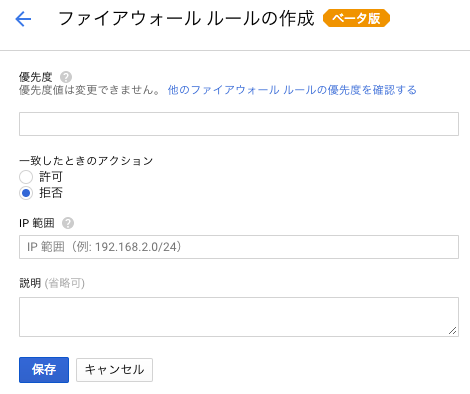 ファイアウォール ルールの作成 ベータ版
優先度
優先度値は変更できません。 他のファイアウォール ルールの優先度を確認する
一致したときのアクション
許可
拒否
IP 範囲
IP 範囲（例: 192.168.2.0/24）
説明 (省略可)
保存 キャンセル